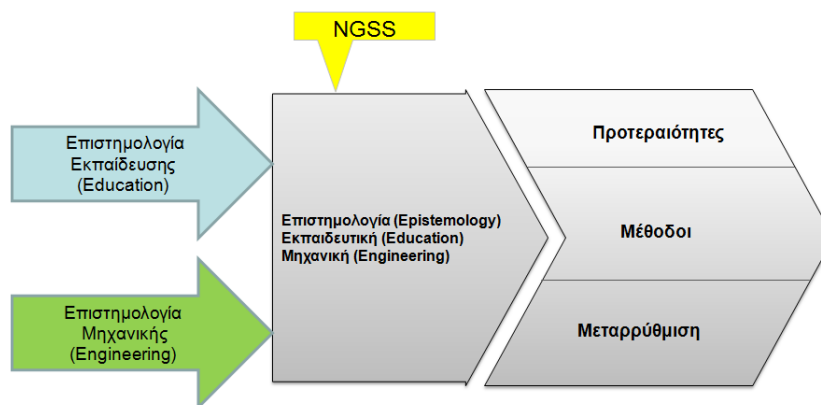 NGSS
Επιστημολογία
Εκπαίδευσης
(Education)
Επιστημολογία
Μηχανικής
(Engineering)
Επιστημολογία (Epistemology)
Εκπαιδευτική (Education)
Μηχανική (Engineering)
Προτεραιότητες
Μέθοδοι
Μεταρρύθμιση